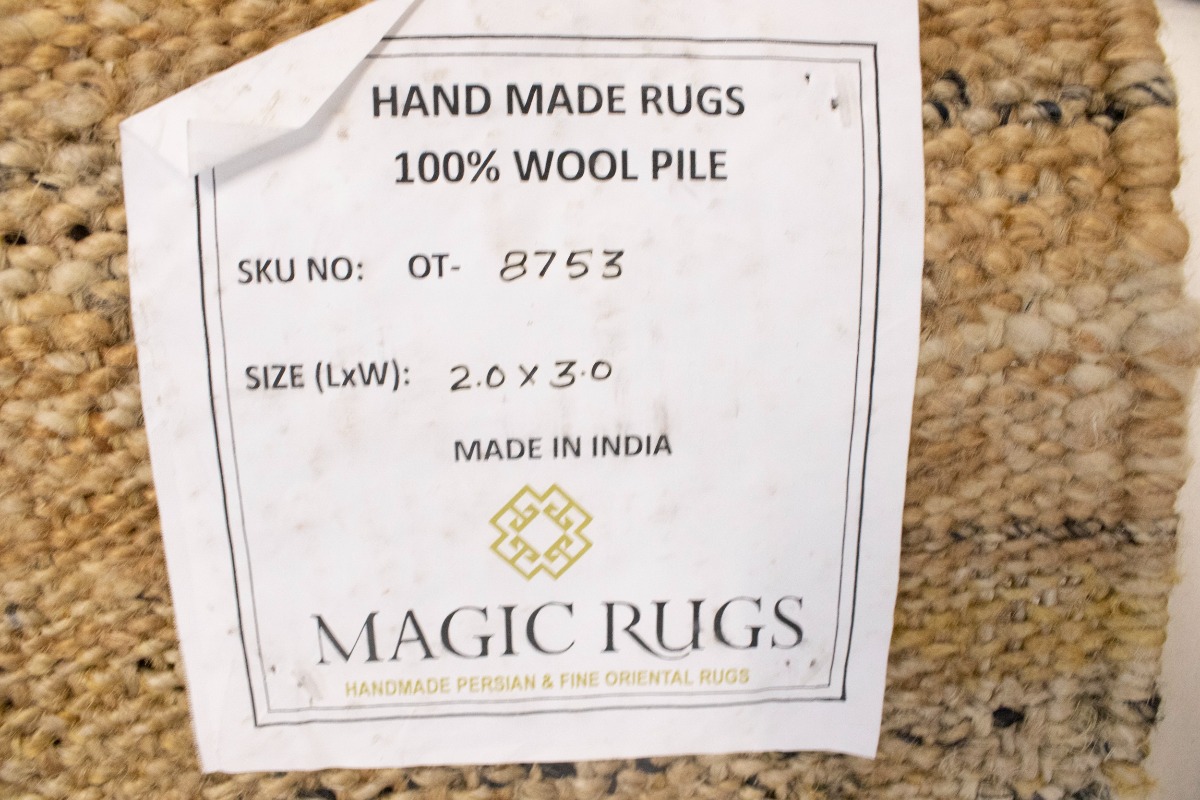 HAND MADE RUGS
100% WOOL PILE
SKU NO: OT- 8753
SIZE (LxW): 2.0 X 3.0
MADE IN INDIA
MAGIC RUGS
HANDMADE PERSIAN & FINE ORIENTAL RUGS